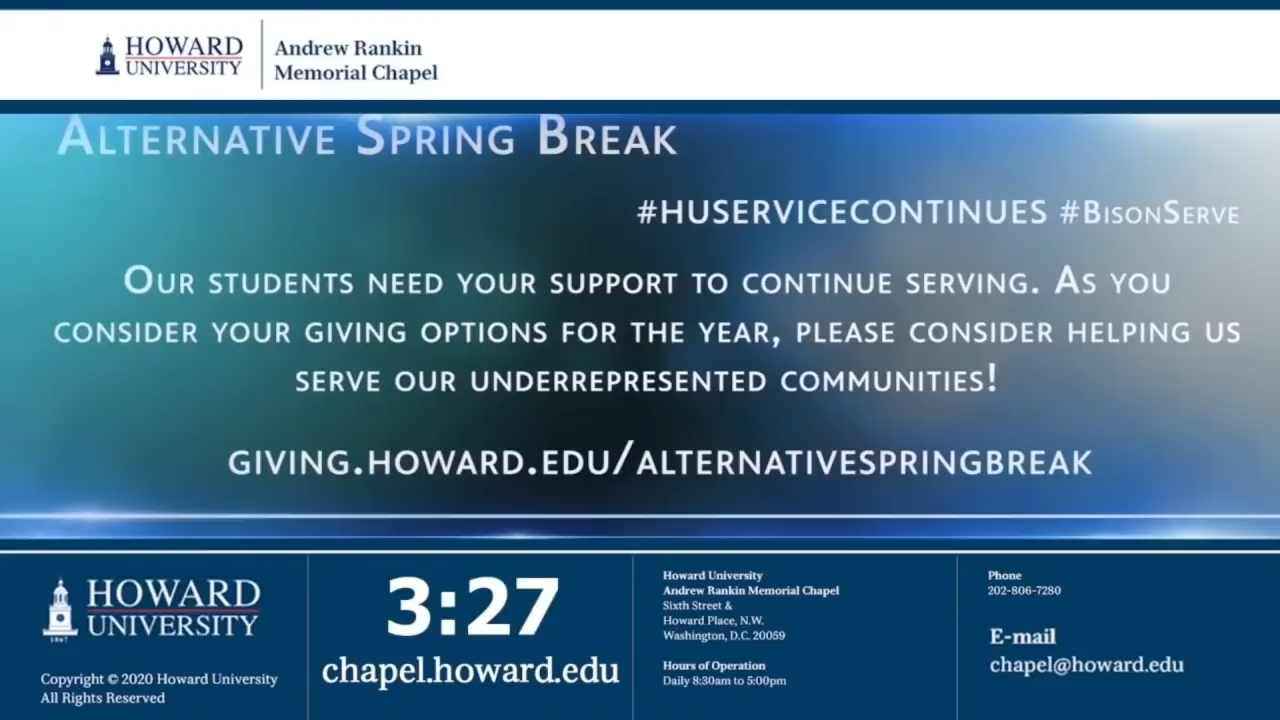 HOWARD
UNIVERSITY
Andrew Rankin
Memorial Chapel
Alternative Spring Break
#HUSERVICECONTINUES #BisonServe
Our students need your support to continue serving. As you
consider your giving options for the year, please consider helping us
serve our underrepresented communities!
giving.howard.edu/alternativespringbreak
HOWARD
UNIVERSITY
1867
Copyright © 2020 Howard University
All Rights Reserved
3:27
chapel.howard.edu
Howard University
Andrew Rankin Memorial Chapel
Sixth Street &
Howard Place, N.W.
Washington, D.C. 20059
Hours of Operation
Daily 8:30am to 5:00pm
Phone
202-806-7280
E-mail
chapel@howard.edu